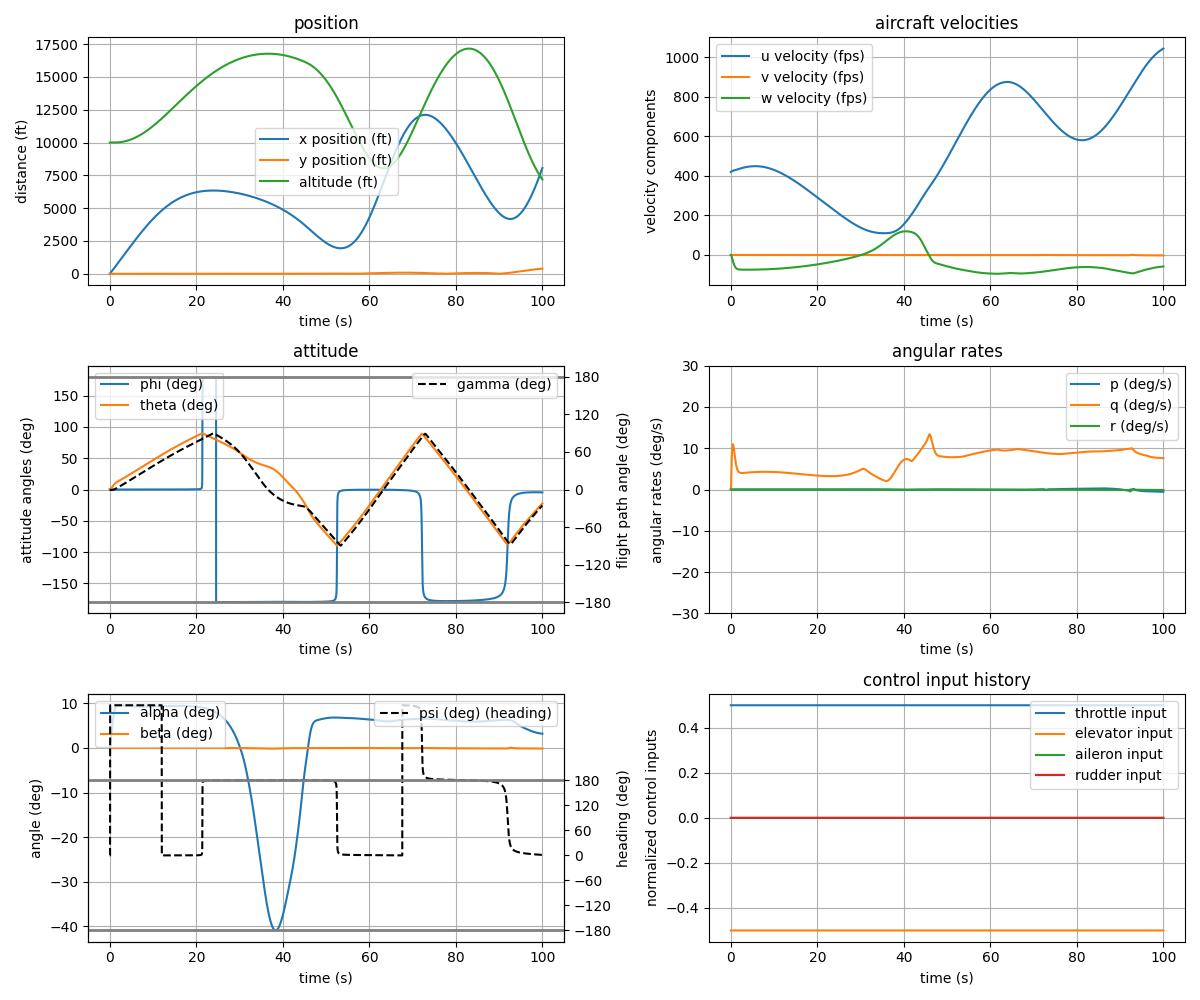 position
17500
15000
12500
10000
7500
5000
2500
0
distance (ft)
x position (ft)
y position (ft)
altitude (ft)
0 20 40 60 80 100
time (s)
aircraft velocities
1000
800
600
400
200
0
velocity components
u velocity (fps)
v velocity (fps)
w velocity (fps)
0 20 40 60 80 100
time (s)
attitude
150
100
50
0
−50
−100
−150
attitude angles (deg)
phi (deg)
theta (deg)
gamma (deg)
180
120
60
0
−60
−120
−180
flight path angle (deg)
0 20 40 60 80 100
time (s)
angular rates
30
20
10
0
−10
−20
−30
angular rates (deg/s)
p (deg/s)
q (deg/s)
r (deg/s)
0 20 40 60 80 100
time (s)
10
0
−10
−20
−30
−40
angle (deg)
alpha (deg)
beta (deg)
psi (deg) (heading)
180
120
60
0
−60
−120
−180
heading (deg)
0 20 40 60 80 100
time (s)
control input history
0.4
0.2
0.0
−0.2
−0.4
normalized control inputs
throttle input
elevator input
aileron input
rudder input
0 20 40 60 80 100
time (s)